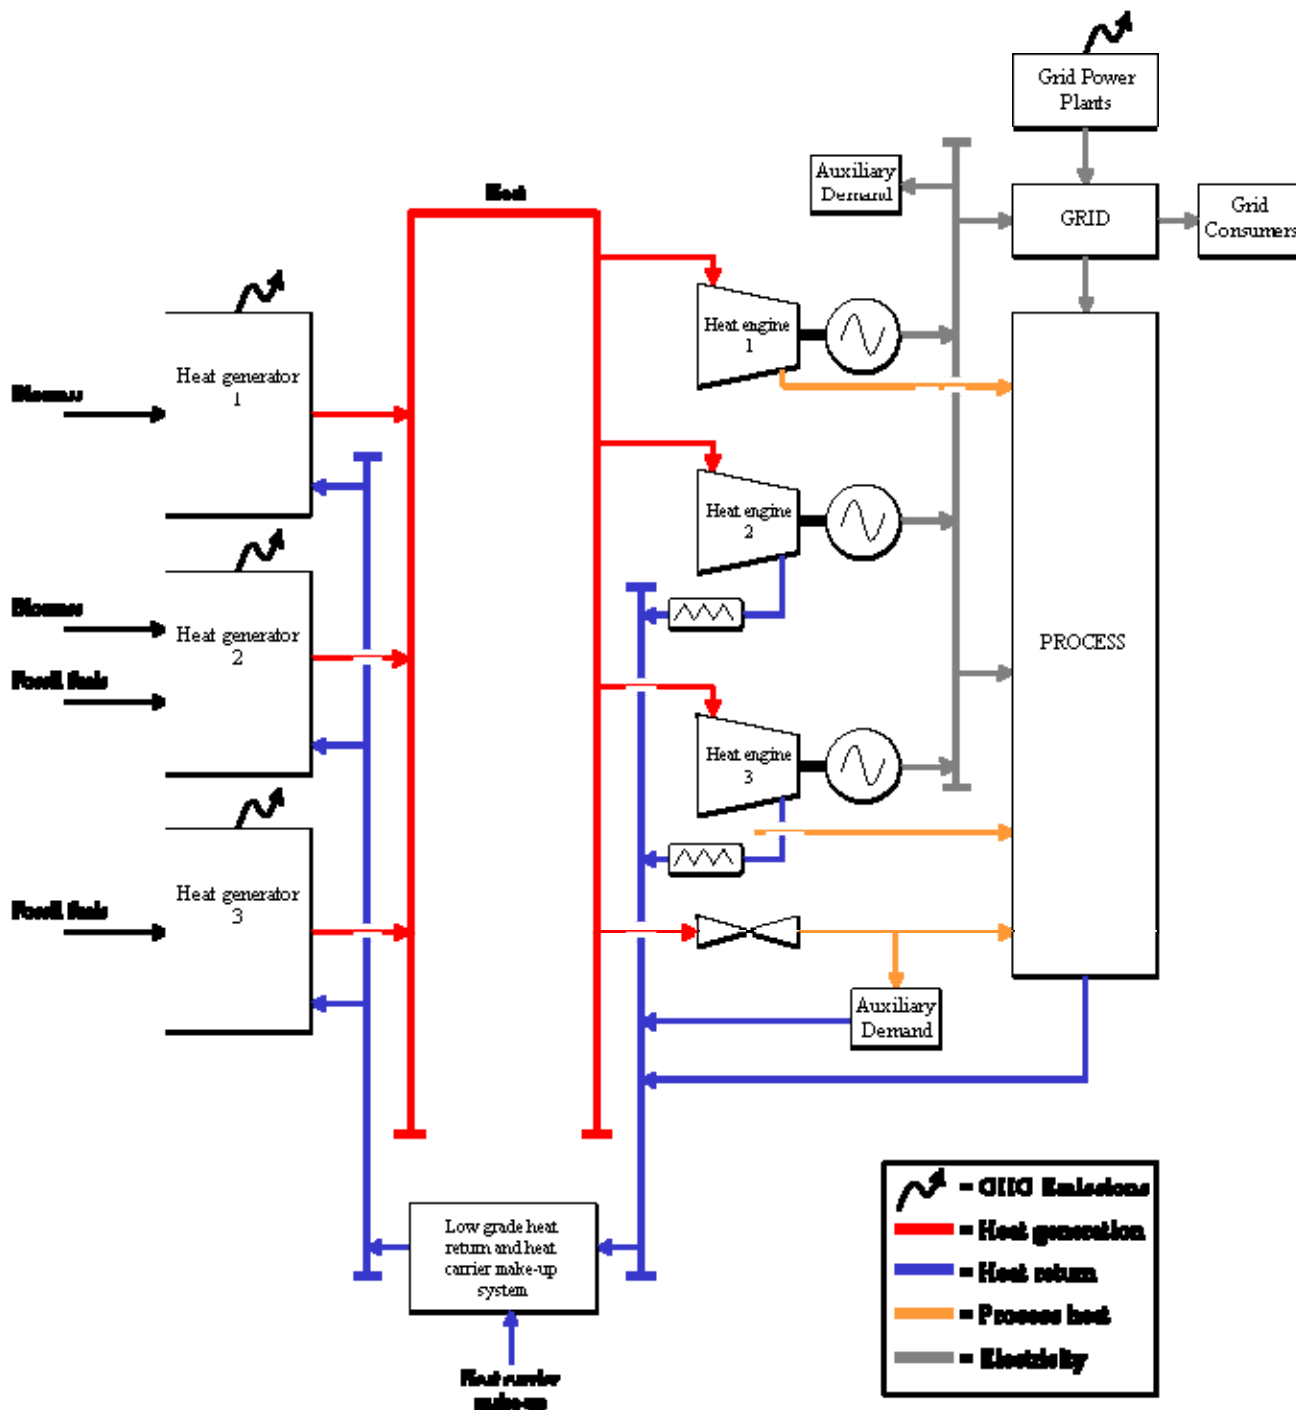 Grid Power
Plants
Auxiliary
Demand
GRID
Grid
Consumers
Heat
Heat engine
1
Heat generator
1
Biomass
Heat engine
2
Biomass
Heat generator
2
Fossil fuels
PROCESS
Heat engine
3
Heat generator
3
Fossil fuels
Auxiliary
Demand
Low grade heat
return and heat
carrier make-up
system
Heat carrier
make-up
= GHG Emissions
= Heat generation
= Heat return
= Process heat
= Electricity